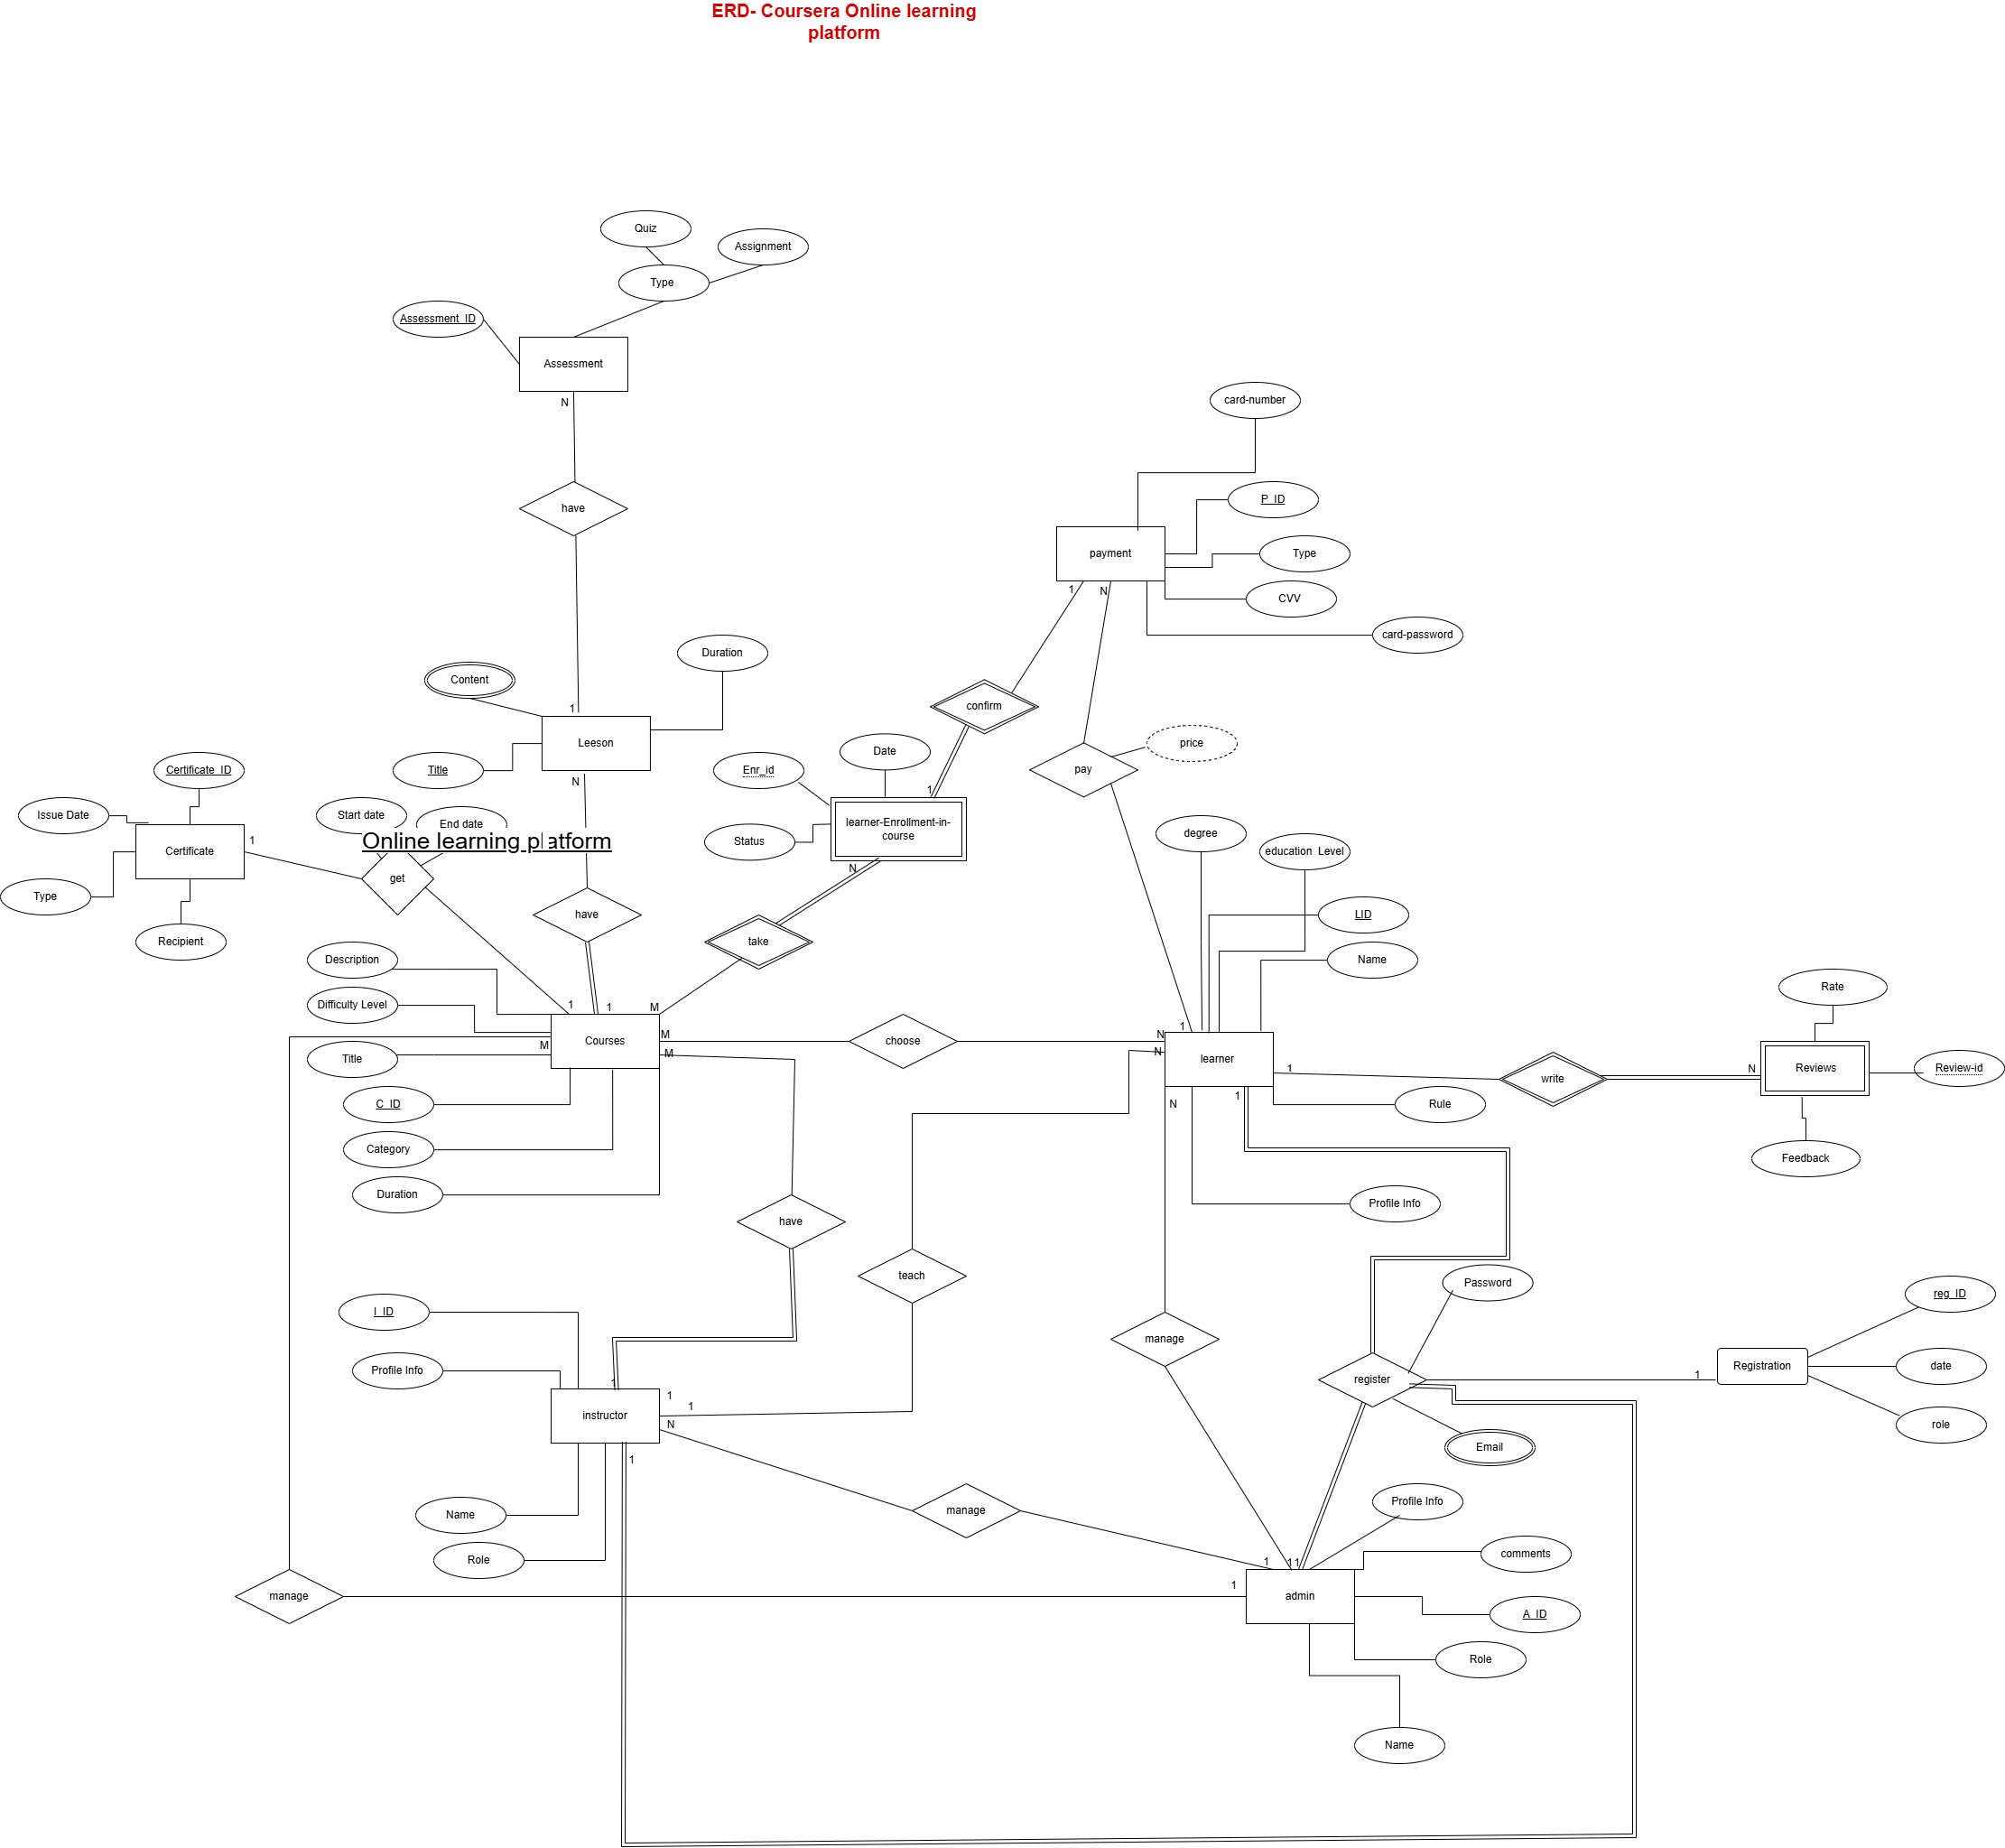 ERD- Coursera Online learning
platform
Quiz
Assignment
Type
Assessment_ID
Assessment
N
have
card-number
P_ID
payment
Type
1
N
CVV
card-password
Duration
Content
confirm
1
Leeson
Title
N
Date
Enr_id
price
pay
Certificate_ID
1
Issue Date
Start date
End date
Online learning platform
Status
learner-Enrollment-in-
course
degree
education_Level
1
Certificate
get
N
Type
have
LID
Recipient
take
Description
Name
Rate
Difficulty Level
1
1
M
M
N
1
Courses
choose
M
Title
M
N
learner
1
write
N
Reviews
Review-id
C_ID
N
1
Rule
Category
Feedback
Duration
Profile Info
have
teach
I_ID
manage
Password
reg_ID
Profile Info
register
1
Registration
date
1
1
1
instructor
N
role
1
Email
Name
manage
Profile Info
Role
comments
1
1
1
manage
1
admin
A_ID
Role
Name